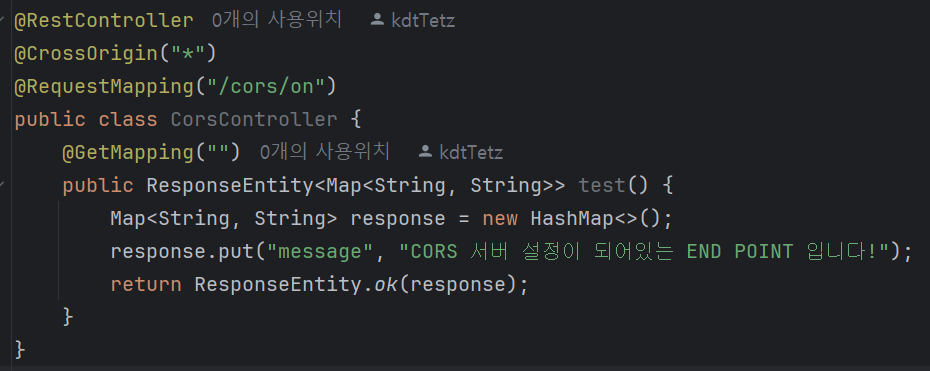 @RestController 0개의 사용위치 kdtTetz
@CrossOrigin("*")
@RequestMapping("/cors/on")
public class CorsController {
@GetMapping("") 0개의 사용위치 kdtTetz
public ResponseEntity<Map<String, String>> test() {
Map<String, String> response = new HashMap<>();
response.put("message", "CORS 서버 설정이 되어있는 END POINT 입니다!");
return ResponseEntity.ok(response);
}
}